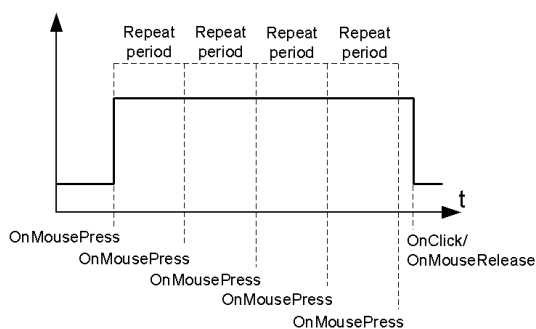 Repeat Repeat Repeat Repeat
period period period period
t
OnMousePress
OnMousePress
OnMousePress
OnMousePress
OnMousePress
OnClick/
OnMouseRelease